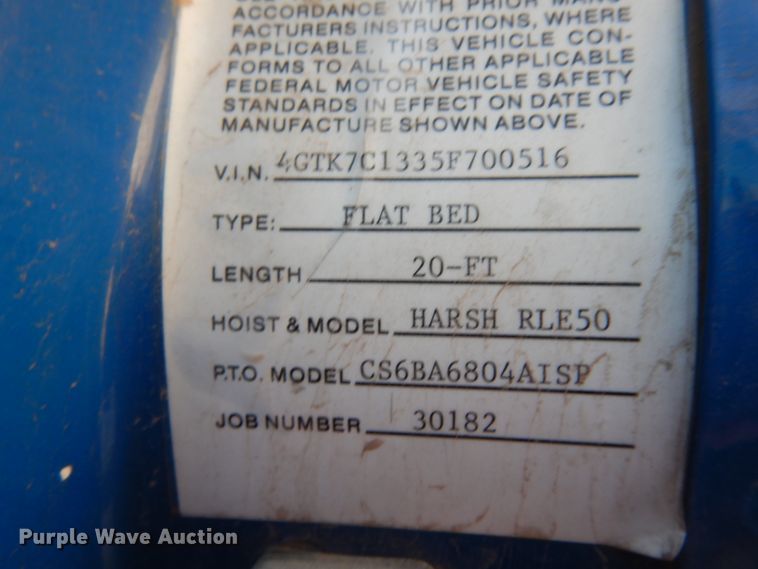 ACCORDANCE WITH PRIOR MANU-
FACTURERS INSTRUCTIONS, WHERE
APPLICABLE. THIS VEHICLE CON-
FORMS TO ALL OTHER APPLICABLE
FEDERAL MOTOR VEHICLE SAFETY
STANDARDS IN EFFECT ON DATE OF
MANUFACTURE SHOWN ABOVE.
V.I.N. 4GTK7C1335F700516
TYPE: FLAT BED
LENGTH 20-FT
HOIST & MODEL HARSH RLE50
P.T.O. MODEL CS6BA6804AISP
JOB NUMBER 30182
Purple Wave Auction